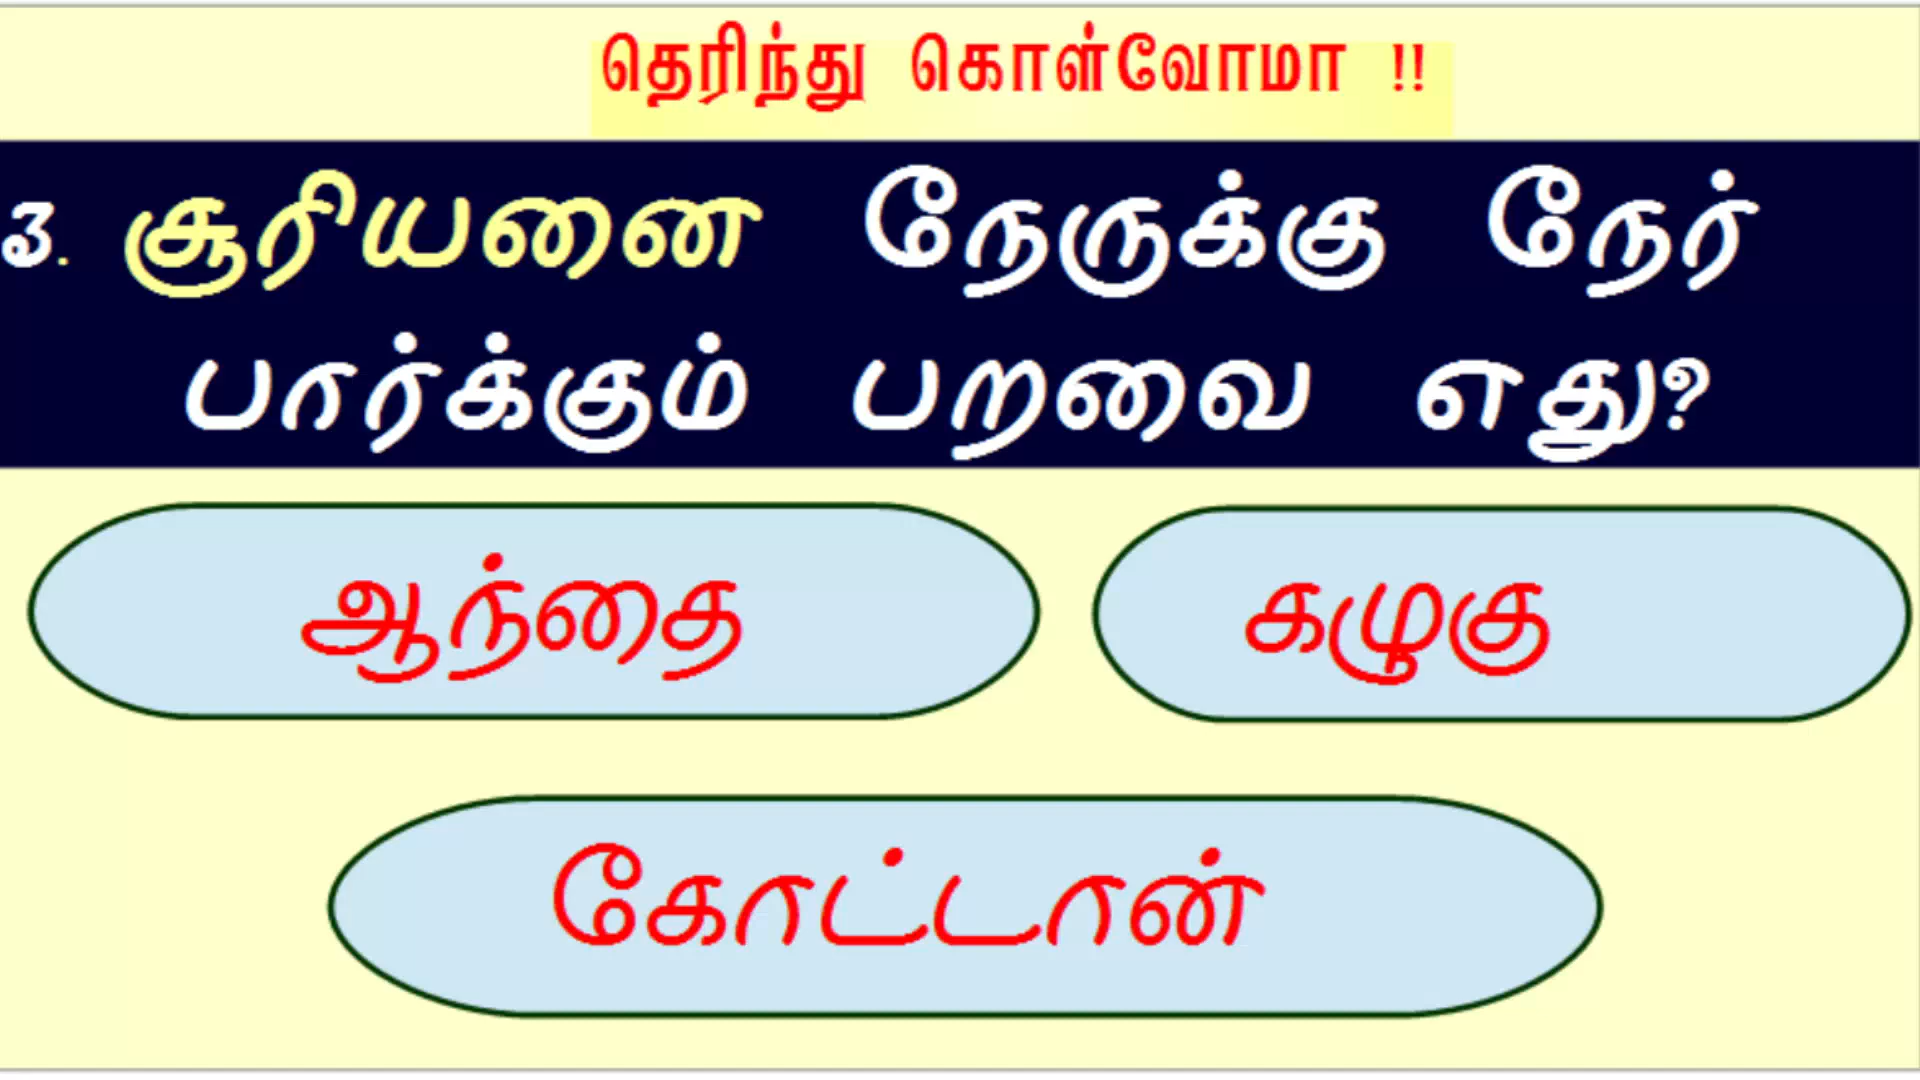 தெரிந்து கொள்வோமா !!
3. சூரியனை நேருக்கு நேர்
பார்க்கும் பறவை எது?
ஆந்தை
கழுகு
கோட்டான்